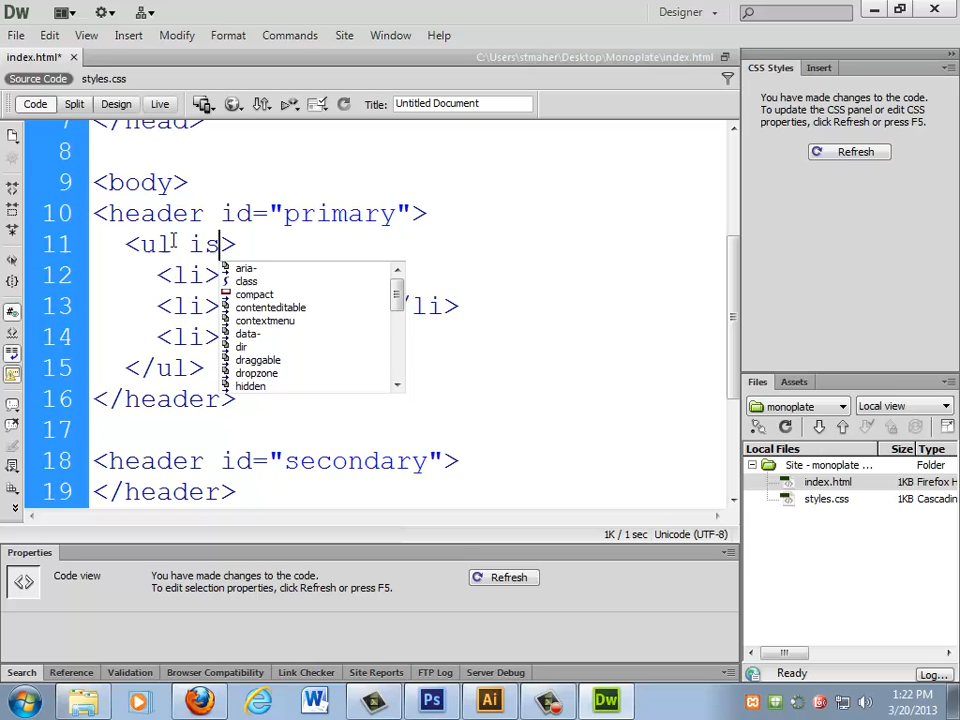 Dw
Designer
File Edit View Insert Modify Format Commands Site Window Help
index.html* C:\Users\stmaher\Desktop\Monoplate\index.html
Source Code styles.css
Code Split Design Live Title: Untitled Document
7 </head>
8
9 <body>
10 <header id="primary">
11 <ul is>
12 <li>
13 <li> /li>
14 <li>
15 </ul>
16 </header>
17
18 <header id="secondary">
19 </header>
aria-
class
compact
contenteditable
contextmenu
data-
dir
draggable
dropzone
hidden
1K / 1 sec Unicode (UTF-8)
Properties
Code view You have made changes to the code.
To edit selection properties, click Refresh or press F5.
Refresh
Search Reference Validation Browser Compatibility Link Checker Site Reports FTP Log Server Debug
CSS Styles Insert
You have made changes to the code.
To update the CSS panel or edit CSS
properties, click Refresh or press F5.
Refresh
Files Assets
monoplate Local view
Local Files Size Type
Site - monoplate ... Folder
index.html 1KB Firefox H
styles.css 1KB Cascadin
Ready Log...
W Ps Ai Dw
1:22 PM
3/20/2013